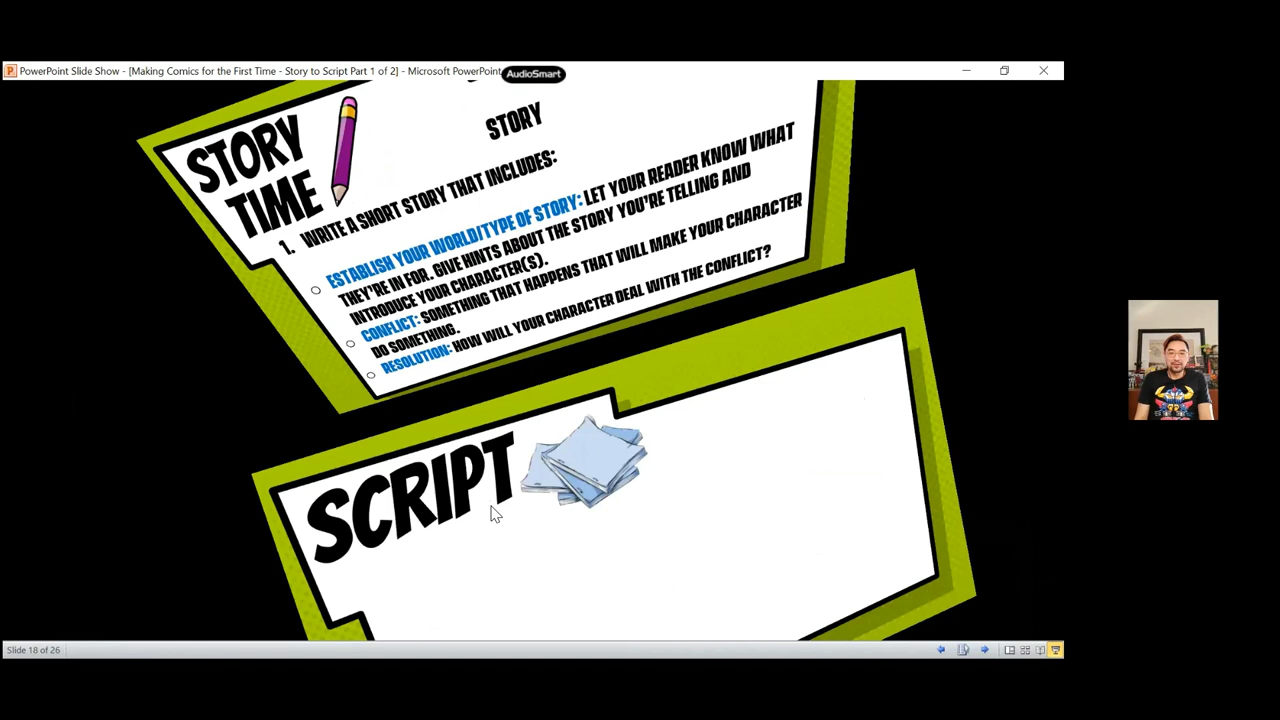 PowerPoint Slide Show - [Making Comics for the First Time - Story to Script Part 1 of 2] - Microsoft PowerPoint
AudioSmart
STORY
TIME
STORY
1. WRITE A SHORT STORY THAT INCLUDES:
○ ESTABLISH YOUR WORLD/TYPE OF STORY: LET YOUR READER KNOW WHAT
THEY'RE IN FOR. GIVE HINTS ABOUT THE STORY YOU'RE TELLING AND
INTRODUCE YOUR CHARACTER(S).
○ CONFLICT: SOMETHING THAT HAPPENS THAT WILL MAKE YOUR CHARACTER
DO SOMETHING.
○ RESOLUTION: HOW WILL YOUR CHARACTER DEAL WITH THE CONFLICT?
SCRIPT
Slide 18 of 26